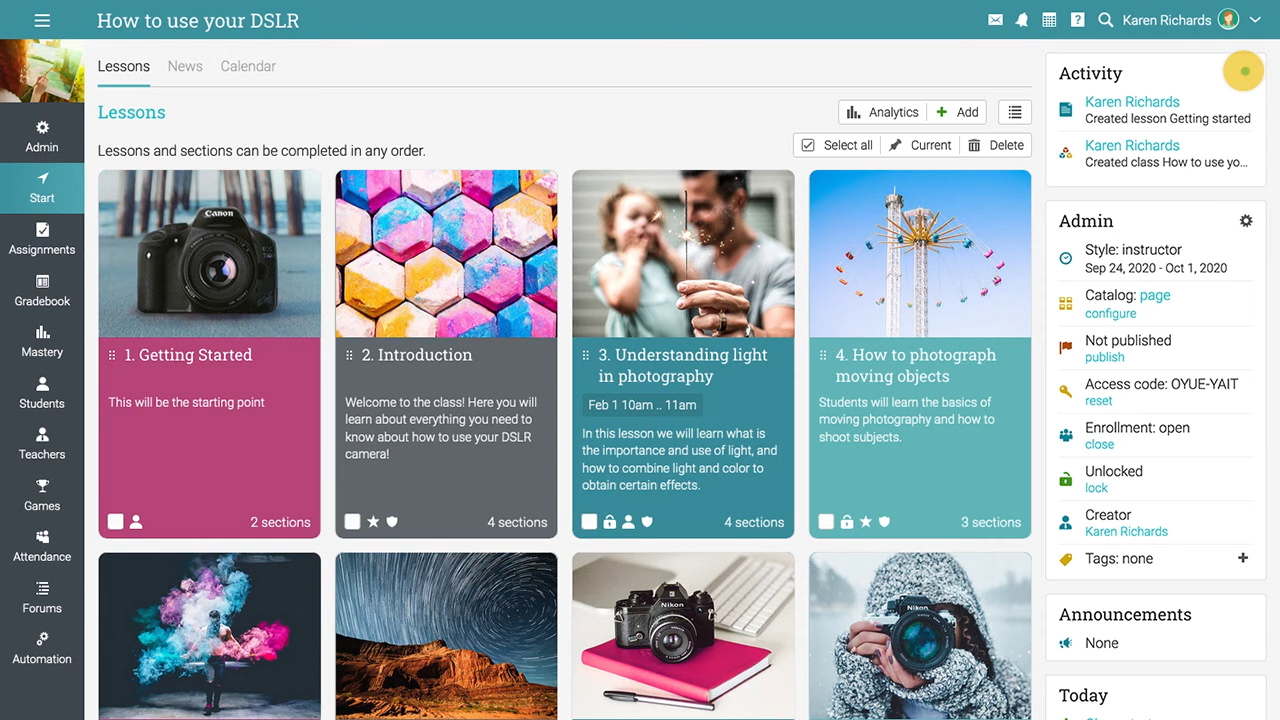 How to use your DSLR
Karen Richards
Admin
Start
Assignments
Gradebook
Mastery
Students
Teachers
Games
Attendance
Forums
Automation
Lessons
News
Calendar
Lessons
Analytics
Add
Lessons and sections can be completed in any order.
Select all
Current
Delete
Canon
1. Getting Started
This will be the starting point
2 sections
2. Introduction
Welcome to the class! Here you will
learn about everything you need to
know about how to use your DSLR
camera!
4 sections
3. Understanding light
in photography
Feb 1 10am .. 11am
In this lesson we will learn what is
the importance and use of light, and
how to combine light and color to
obtain certain effects.
4 sections
4. How to photograph
moving objects
Students will learn the basics of
moving photography and how to
shoot subjects.
3 sections
Nikon
Nikon
Activity
Karen Richards
Created lesson Getting started
Karen Richards
Created class How to use yo...
Admin
Style: instructor
Sep 24, 2020 - Oct 1, 2020
Catalog: page
configure
Not published
publish
Access code: OYUE-YAIT
reset
Enrollment: open
close
Unlocked
lock
Creator
Karen Richards
Tags: none
Announcements
None
Today